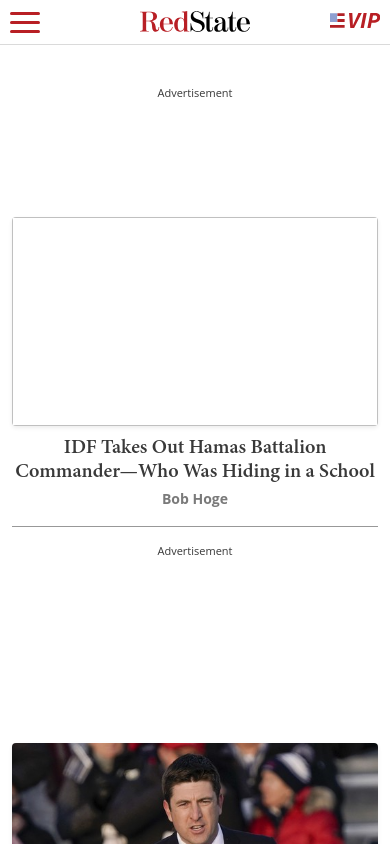 RedState
VIP
Advertisement
IDF Takes Out Hamas Battalion
Commander—Who Was Hiding in a School
Bob Hoge
Advertisement